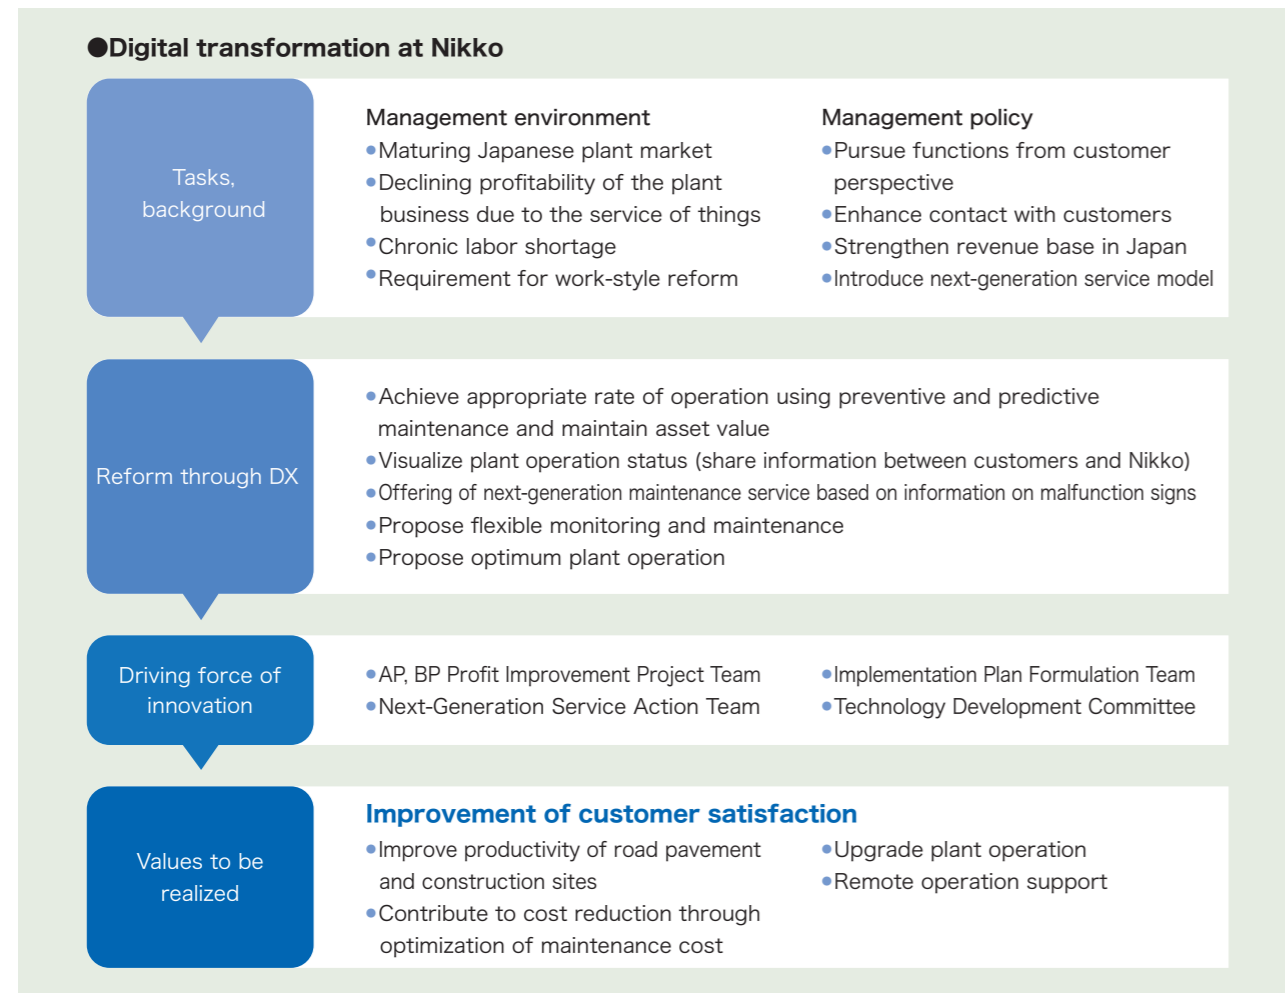 ●Digital transformation at Nikko
Tasks,
background
Management environment
●Maturing Japanese plant market
●Declining profitability of the plant
business due to the service of things
●Chronic labor shortage
●Requirement for work-style reform
Management policy
●Pursue functions from customer
perspective
●Enhance contact with customers
●Strengthen revenue base in Japan
●Introduce next-generation service model
Reform through DX
●Achieve appropriate rate of operation using preventive and predictive
maintenance and maintain asset value
●Visualize plant operation status (share information between customers and Nikko)
●Offering of next-generation maintenance service based on information on malfunction signs
●Propose flexible monitoring and maintenance
●Propose optimum plant operation
Driving force of
innovation
●AP, BP Profit Improvement Project Team
●Next-Generation Service Action Team
●Implementation Plan Formulation Team
●Technology Development Committee
Values to be
realized
Improvement of customer satisfaction
●Improve productivity of road pavement
and construction sites
●Contribute to cost reduction through
optimization of maintenance cost
●Upgrade plant operation
●Remote operation support